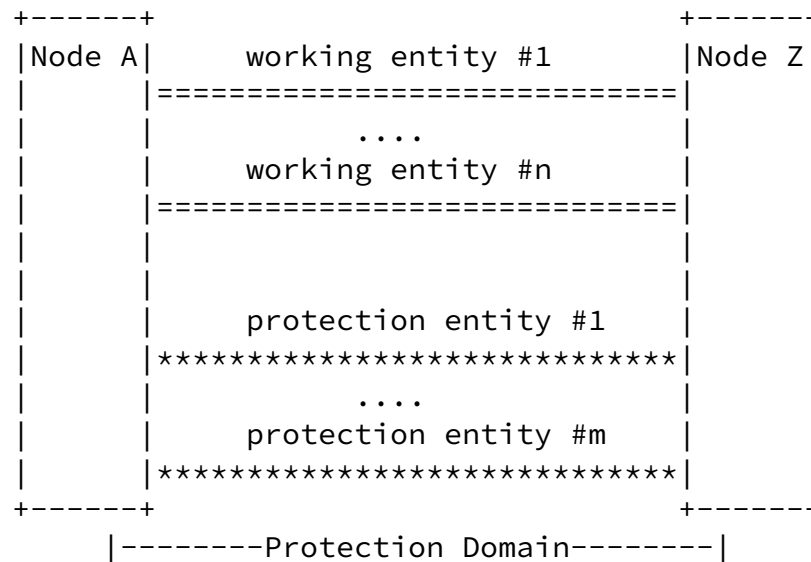 +------+                             +-------
|Node A|     working entity #1       |Node Z
|      |=============================|
|      |           ....              |
|      |     working entity #n       |
|      |=============================|
|      |                             |
|      |                             |
|      |     protection entity #1    |
|      |*****************************|
|      |           ....              |
|      |     protection entity #m    |
|      |*****************************|
+------+                             +-------
     |--------Protection Domain--------|